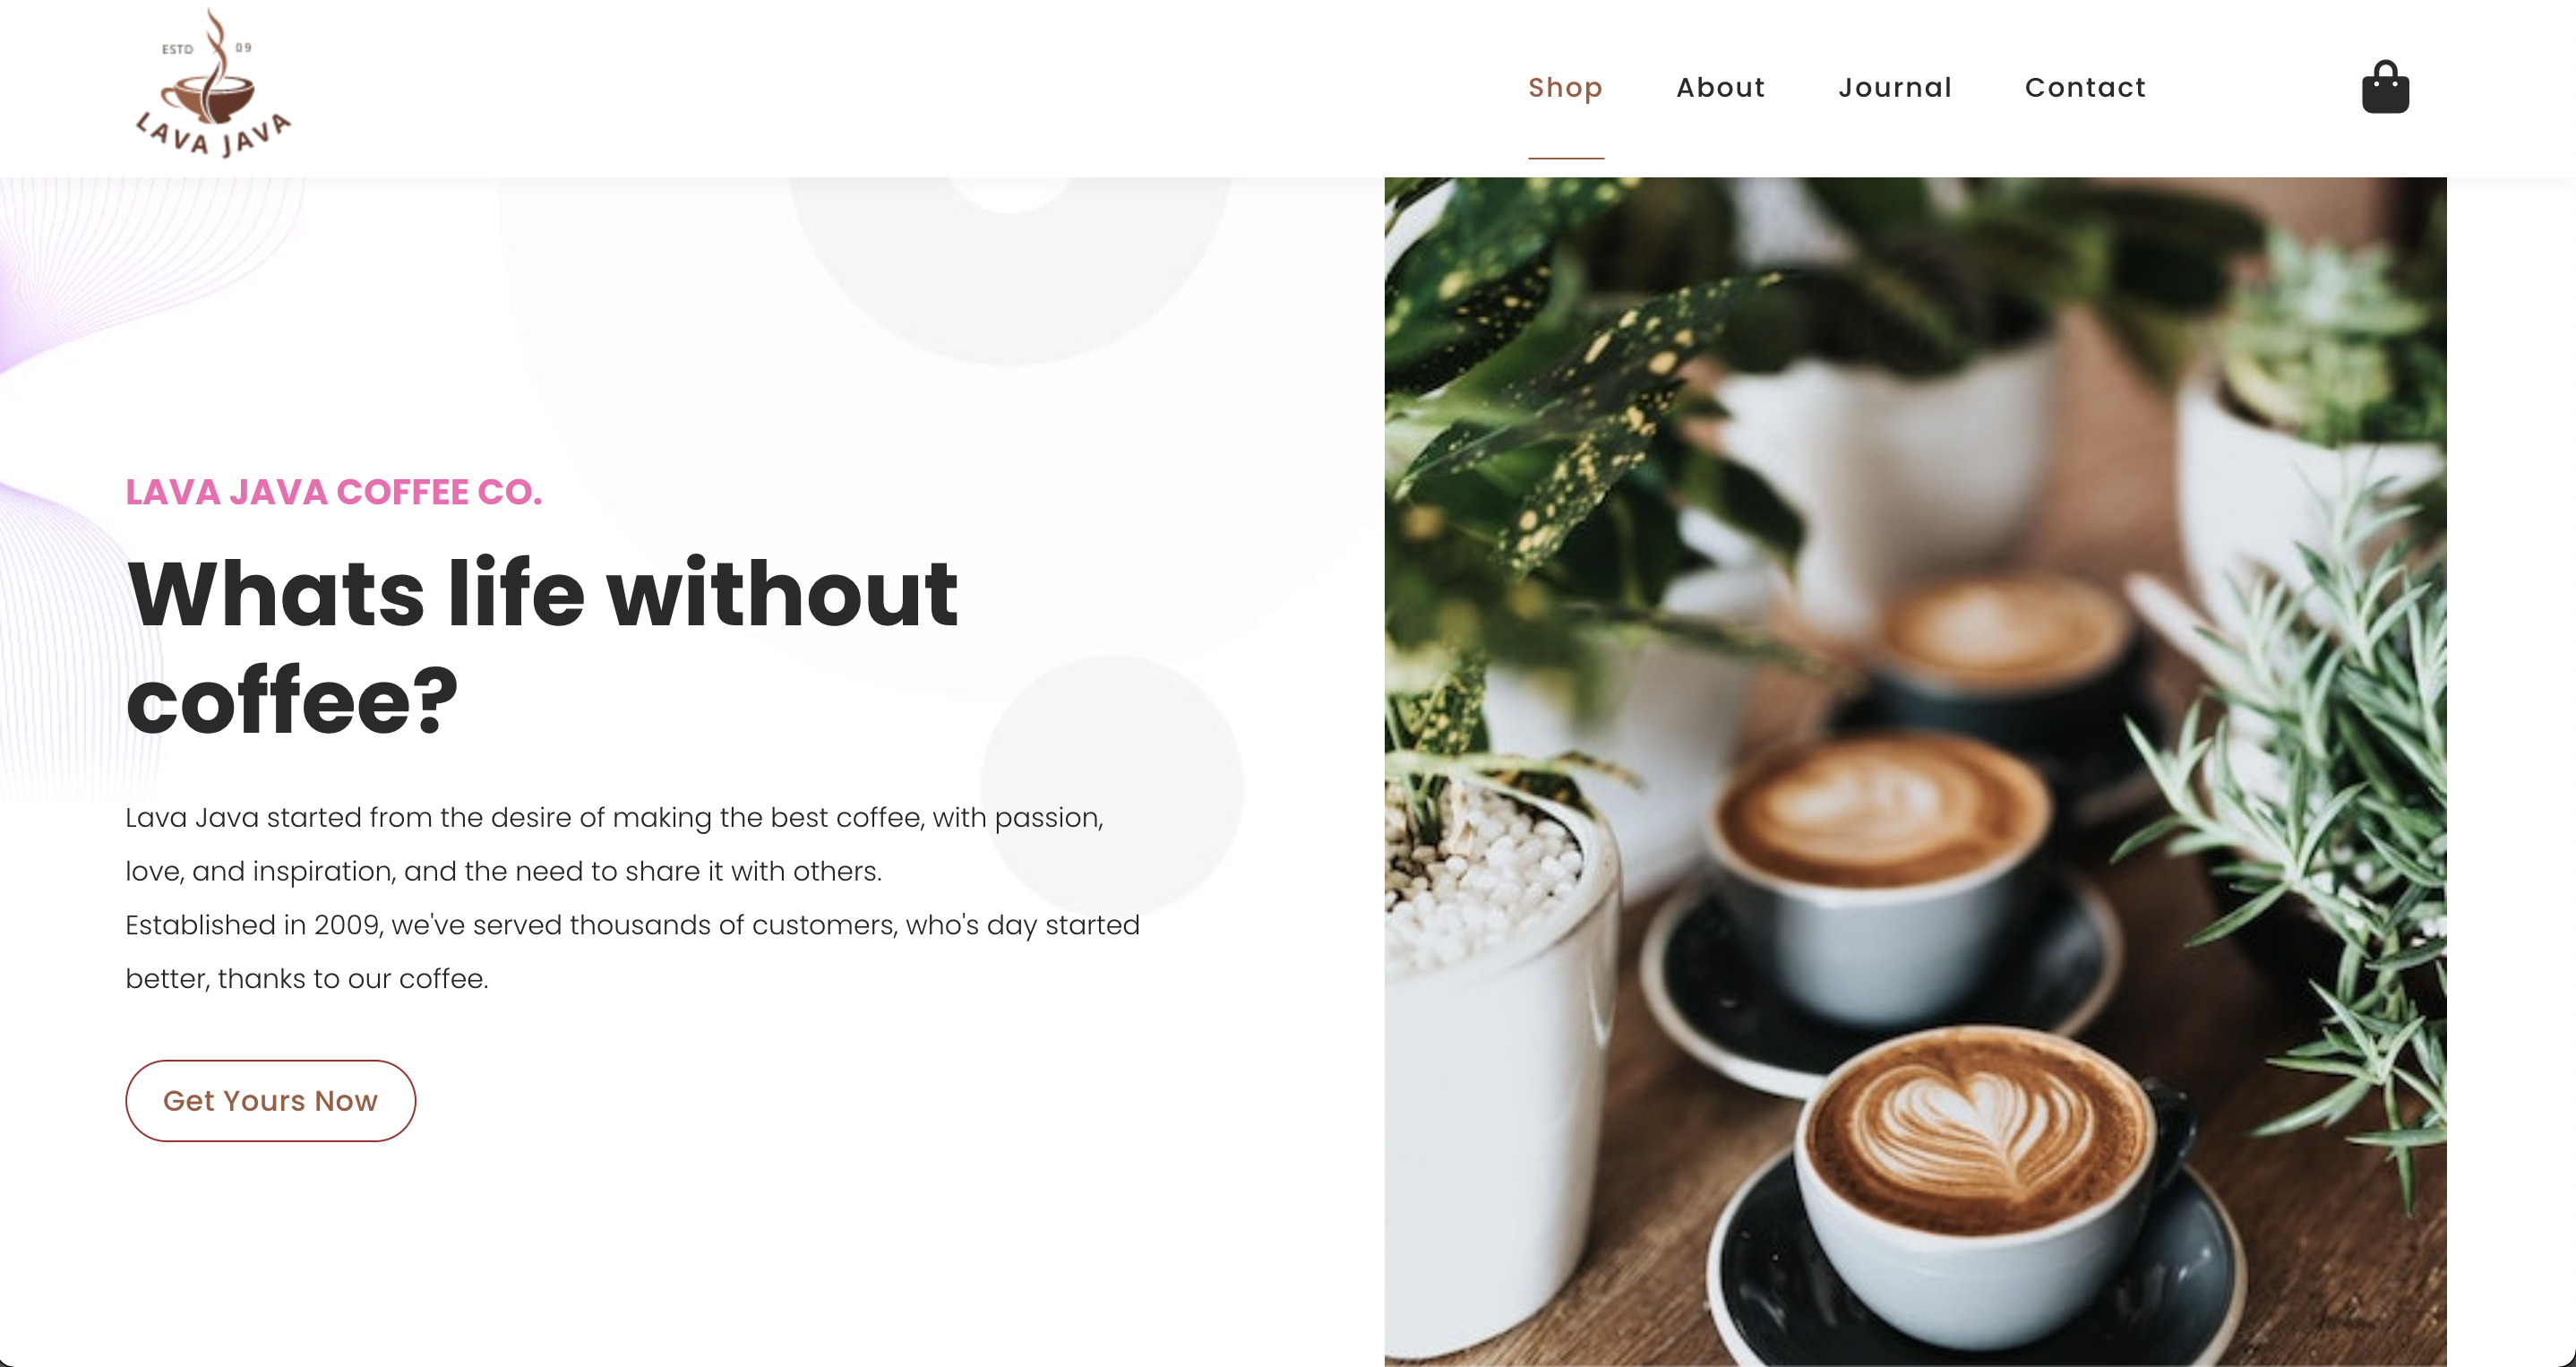 ESTD 09
LAVA JAVA
Shop About Journal Contact
LAVA JAVA COFFEE CO.
Whats life without
coffee?
Lava Java started from the desire of making the best coffee, with passion,
love, and inspiration, and the need to share it with others.
Established in 2009, we've served thousands of customers, who's day started
better, thanks to our coffee.
Get Yours Now